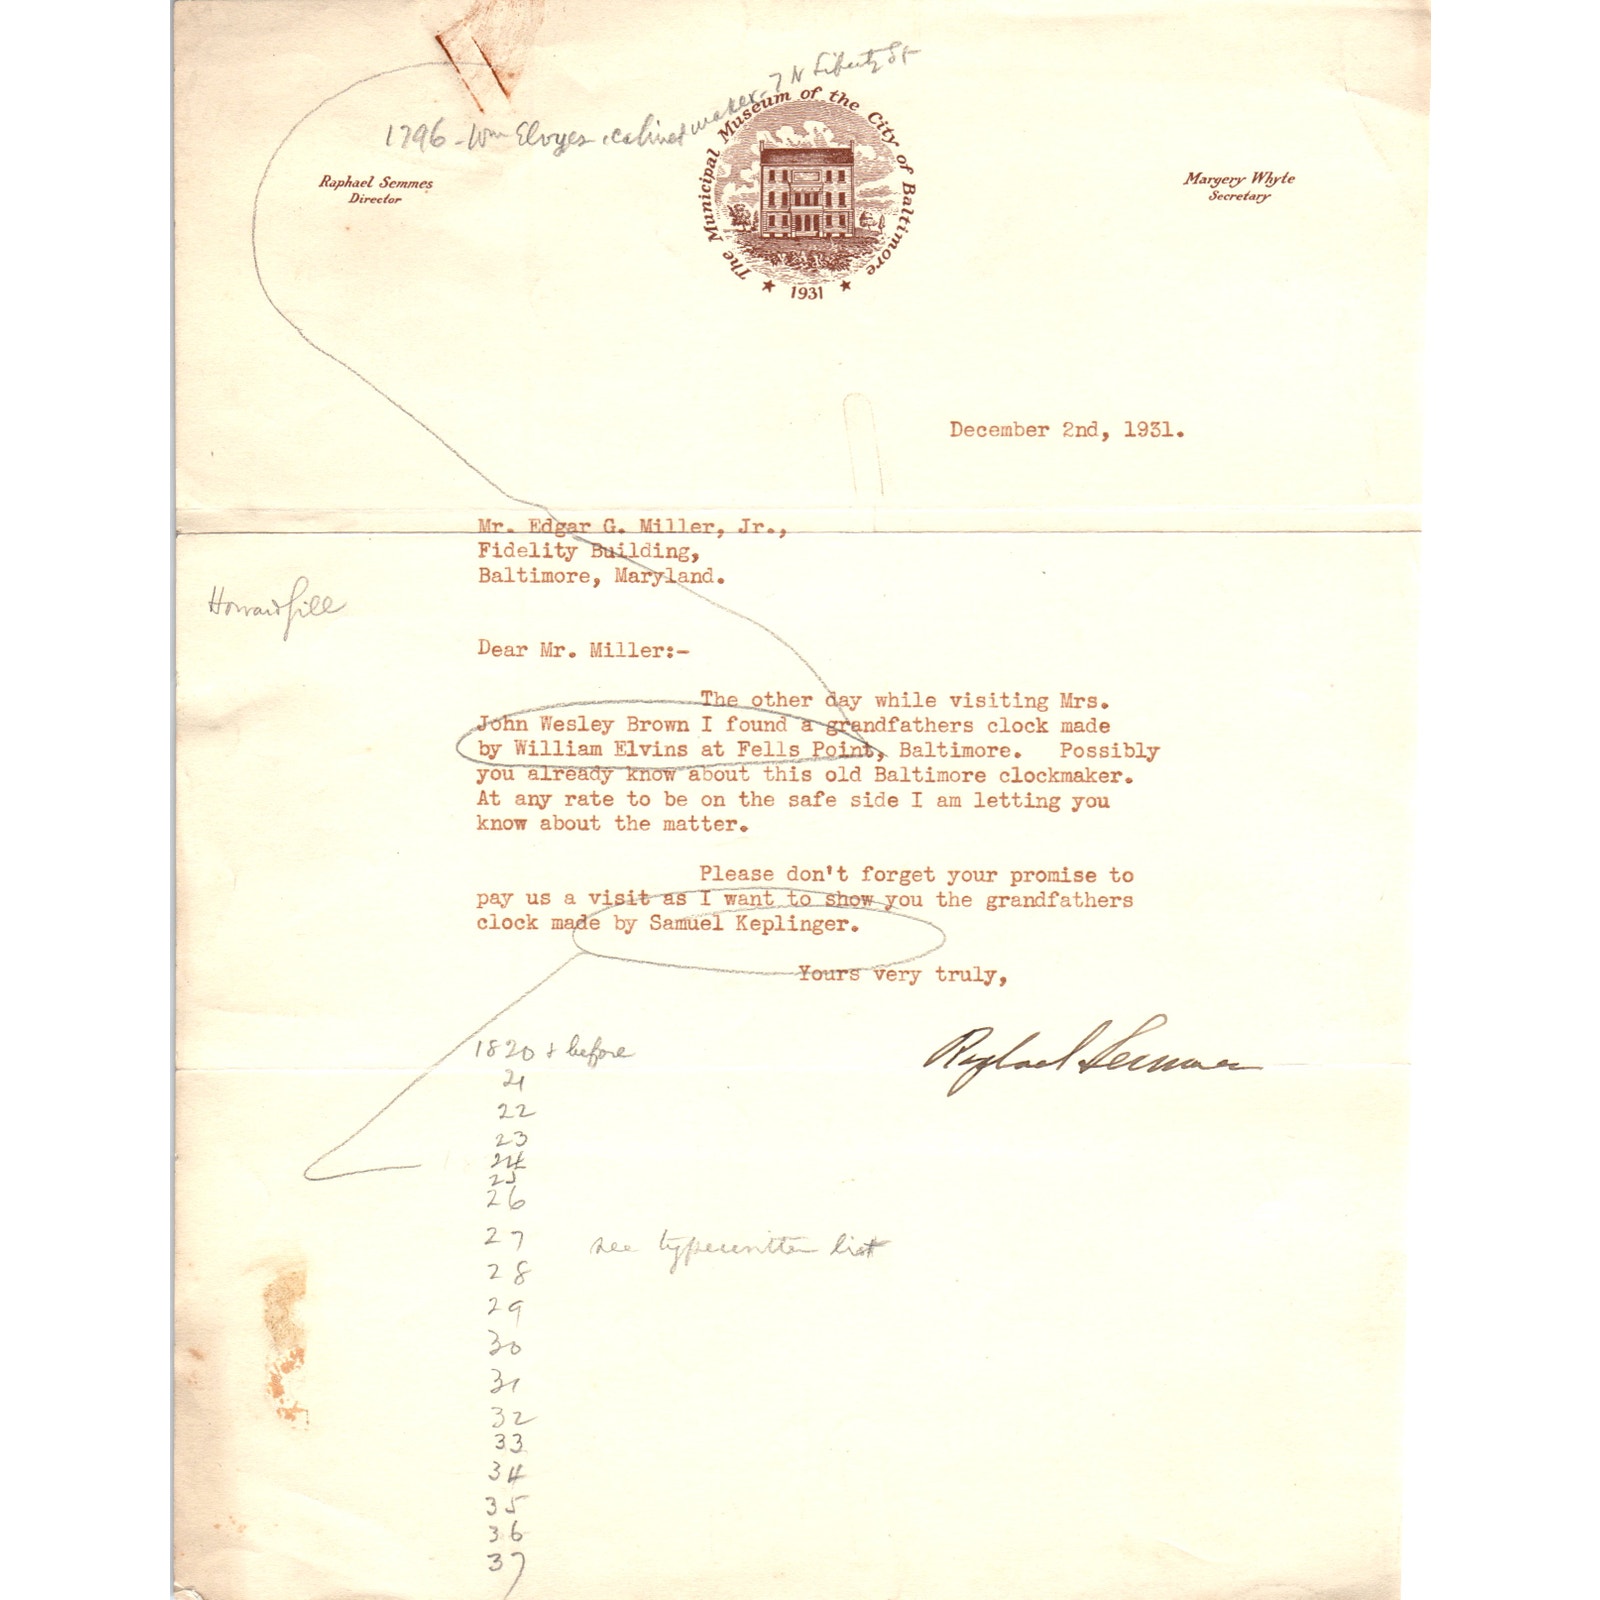 1796 - Wm Elvyes, cabinet maker - 7 N Liberty St
The Municipal Museum of the City of Baltimore
1931
Raphael Semmes
Director
Margery Whyte
Secretary
December 2nd, 1931.
Mr. Edgar G. Miller, Jr.,
Fidelity Building,
Baltimore, Maryland.
Howard Gill
Dear Mr. Miller:-
The other day while visiting Mrs.
John Wesley Brown I found a grandfathers clock made
by William Elvins at Fells Point, Baltimore. Possibly
you already know about this old Baltimore clockmaker.
At any rate to be on the safe side I am letting you
know about the matter.
Please don't forget your promise to
pay us a visit as I want to show you the grandfathers
clock made by Samuel Keplinger.
Yours very truly,
Raphael Semmes
1820 & before
21
22
23
24
25
26
27 see typewritten list
28
29
30
31
32
33
34
35
36
37